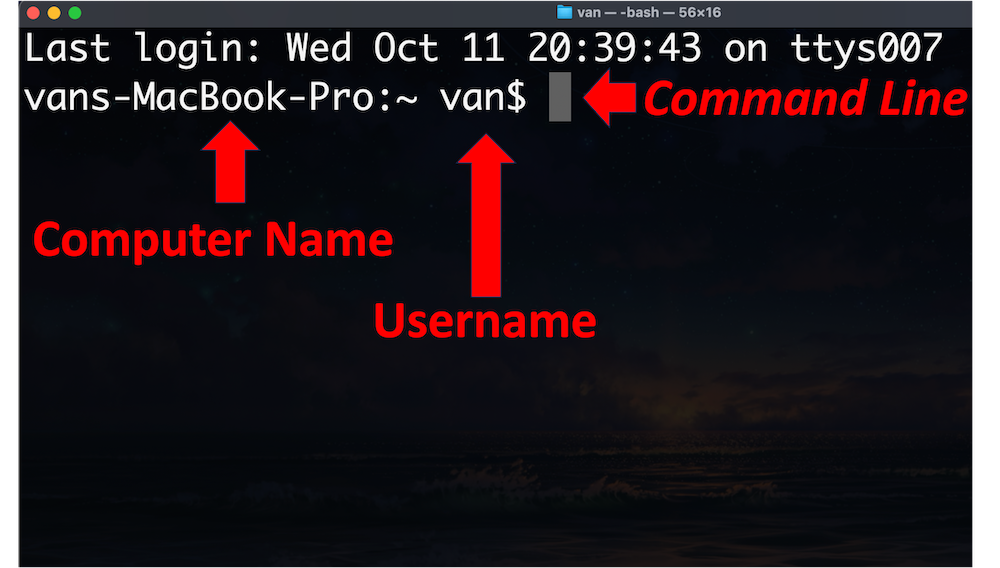 van — -bash — 56×16
Last login: Wed Oct 11 20:39:43 on ttys007
vans-MacBook-Pro:~ van$
Command Line
Computer Name
Username